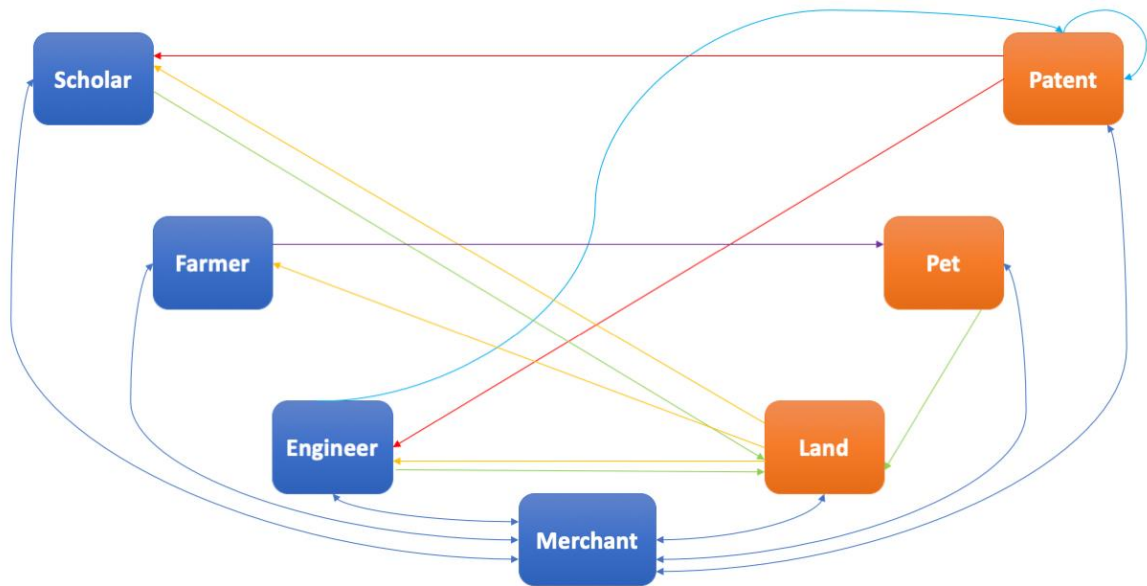 Scholar
Patent
Farmer
Pet
Engineer
Land
Merchant